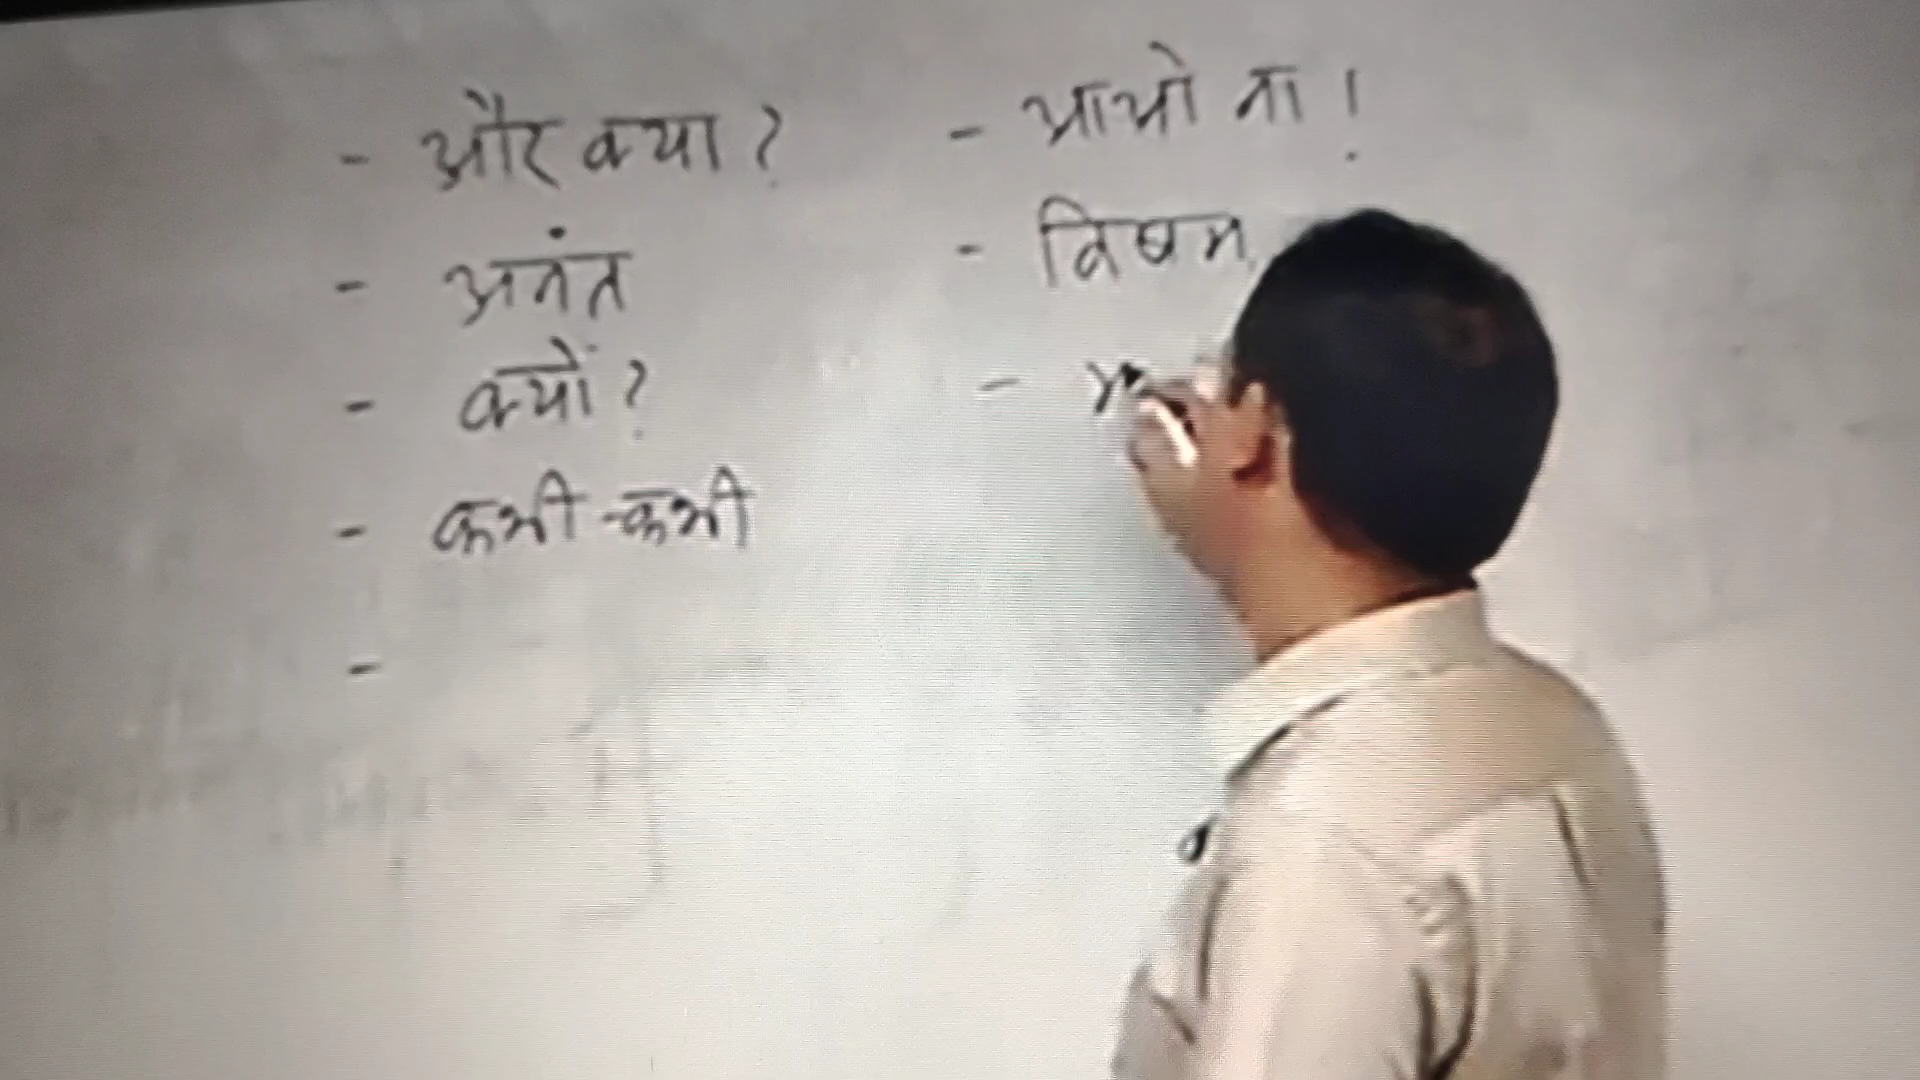 - और क्या ?
- अनंत
- क्यों ?
- कभी-कभी
-
- आओ ना !
- विषम
-